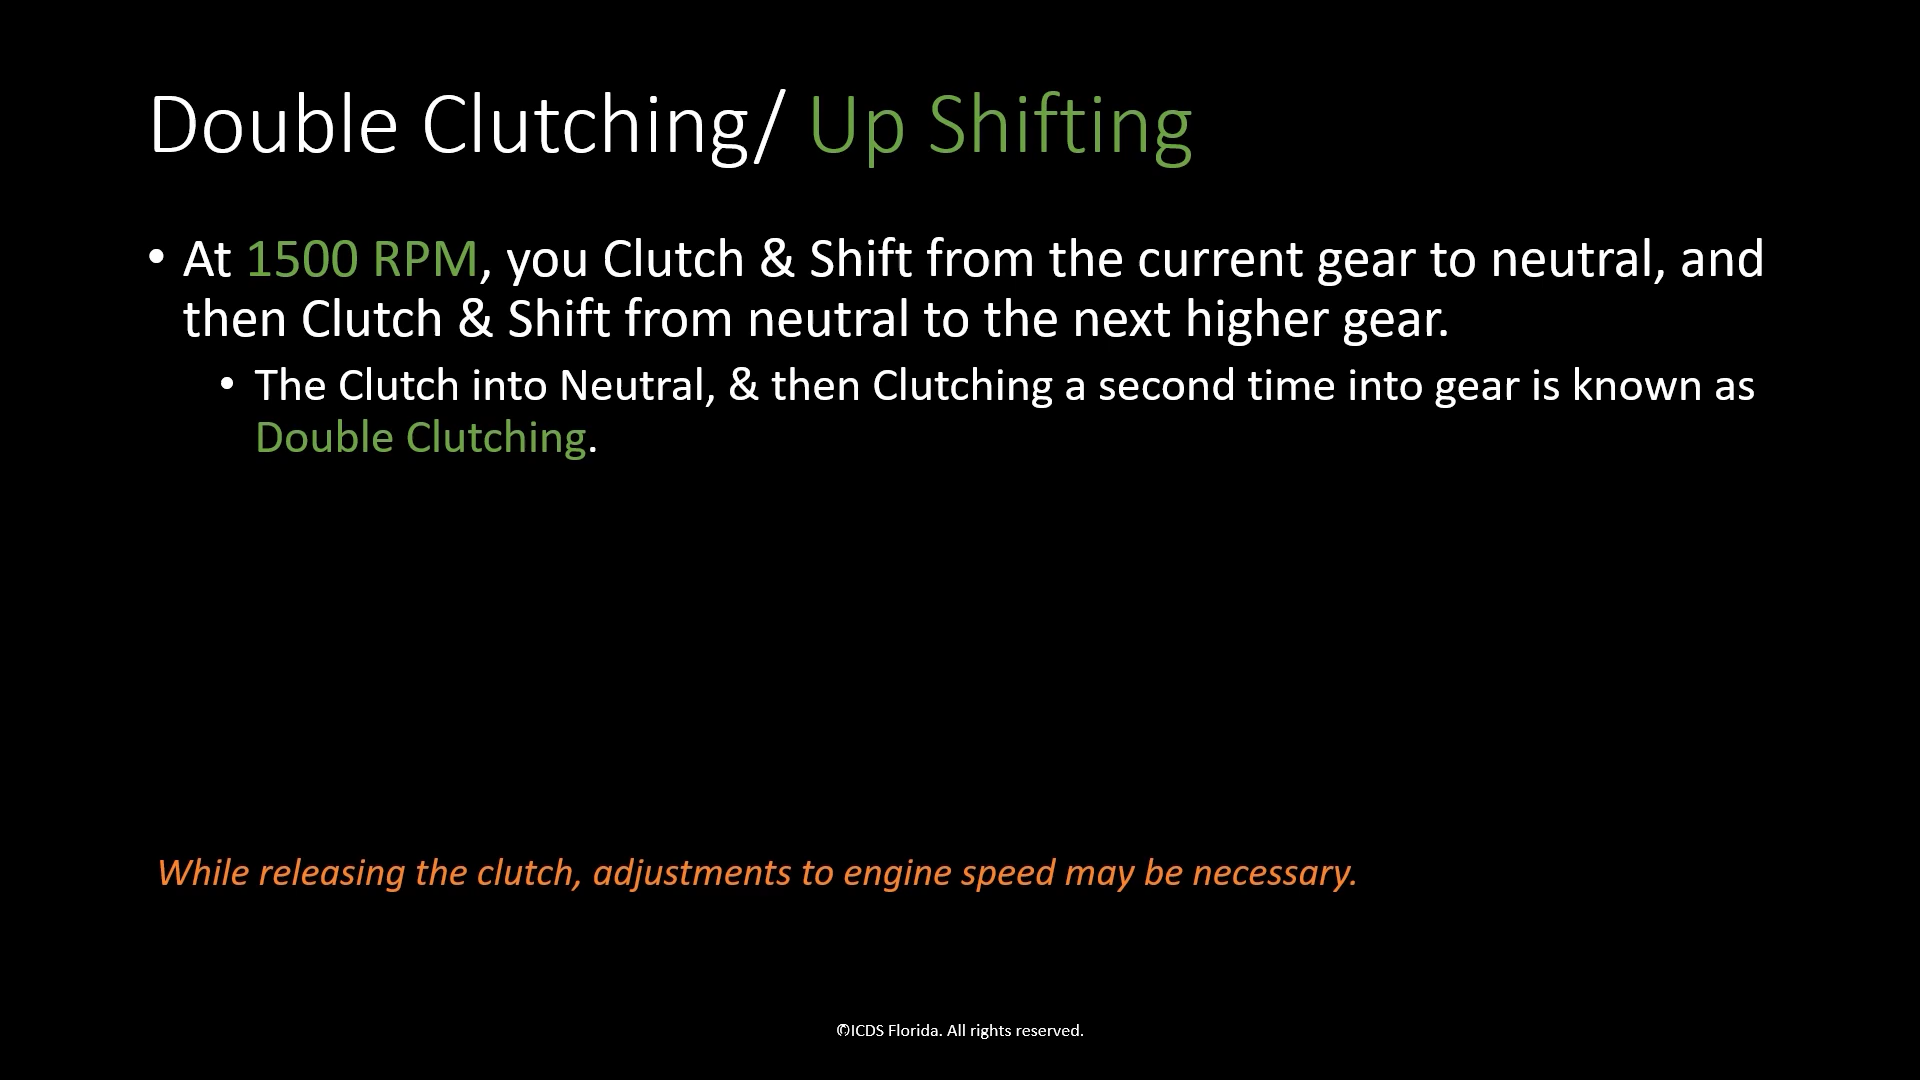 Double Clutching/ Up Shifting
• At 1500 RPM, you Clutch & Shift from the current gear to neutral, and
then Clutch & Shift from neutral to the next higher gear.
• The Clutch into Neutral, & then Clutching a second time into gear is known as
Double Clutching.
While releasing the clutch, adjustments to engine speed may be necessary.
©ICDS Florida. All rights reserved.